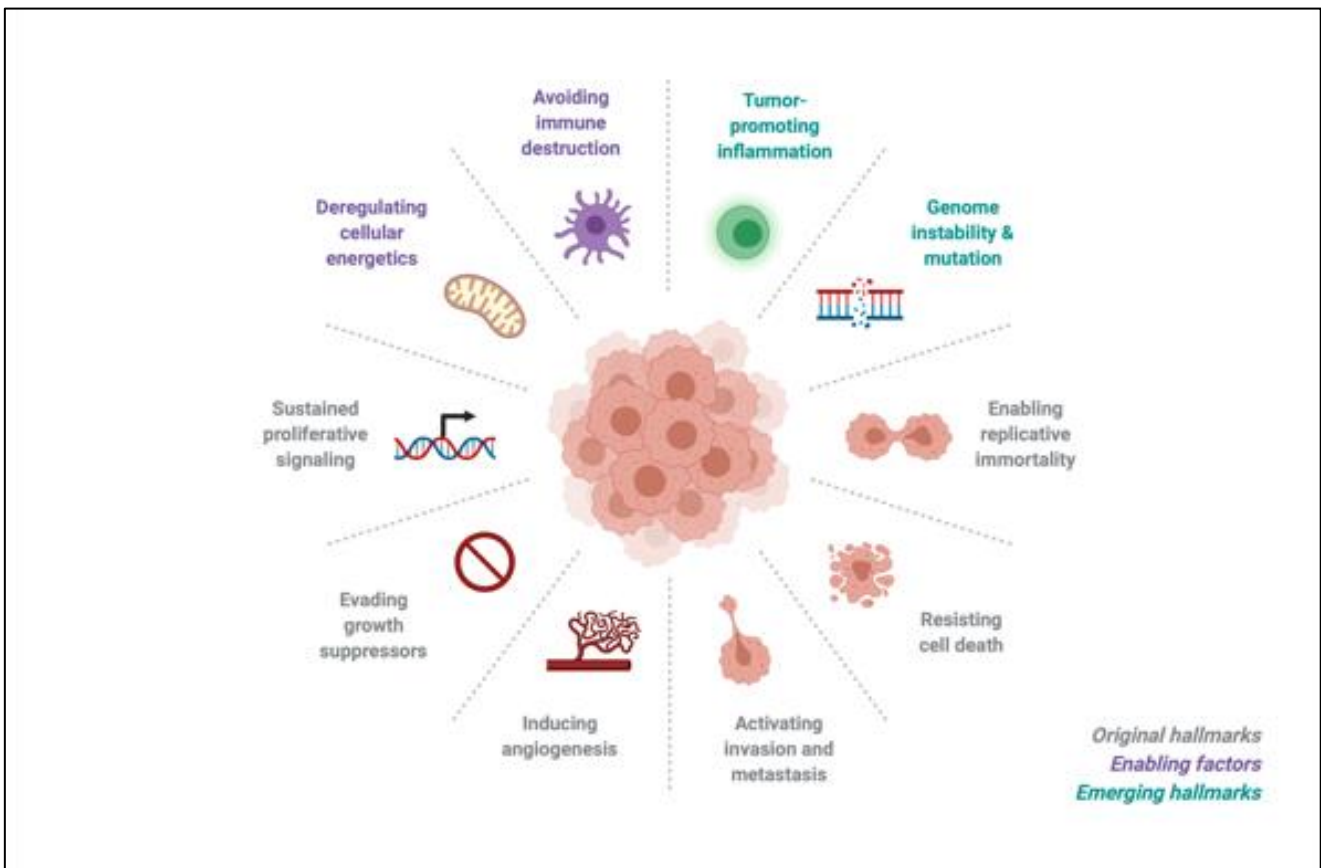 Avoiding
immune
destruction
Tumor-
promoting
inflammation
Deregulating
cellular
energetics
Genome
instability &
mutation
Sustained
proliferative
signaling
Enabling
replicative
immortality
Evading
growth
suppressors
Resisting
cell death
Inducing
angiogenesis
Activating
invasion and
metastasis
Original hallmarks
Enabling factors
Emerging hallmarks